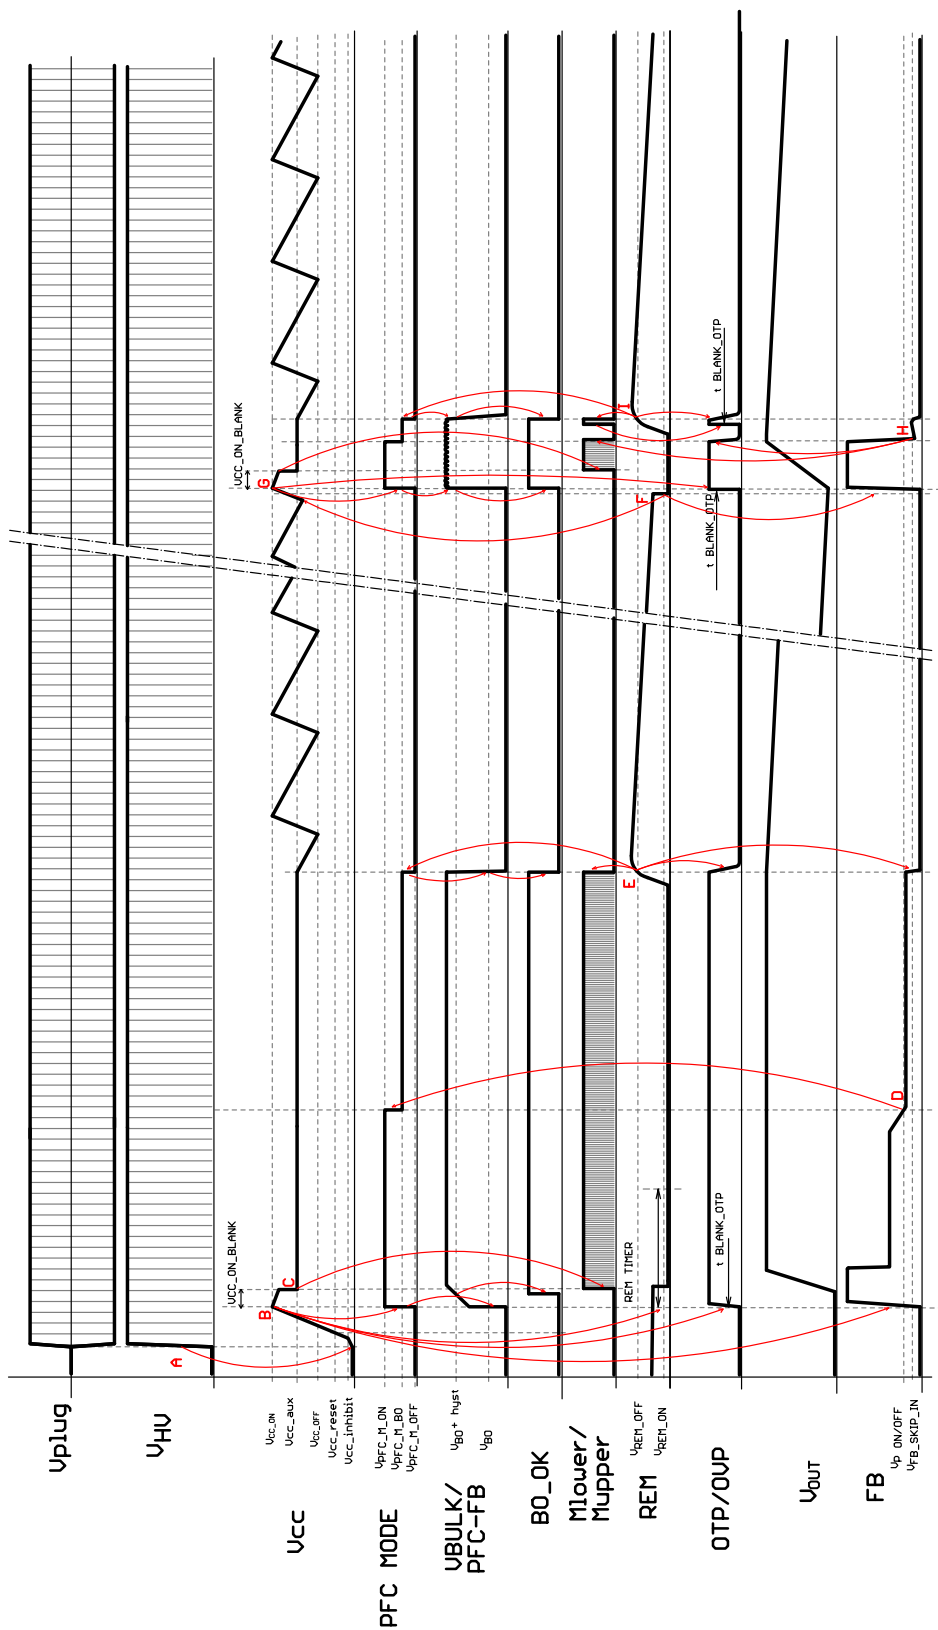 Vplug
VHV
VCC_ON
Vcc_aux
VCC_OFF
Vcc_reset
Vcc_inhibit
Vcc
VPFC_M_ON
VPFC_M_BO
VPFC_M_OFF
PFC MODE
VBO+ hyst
VBO
VBULK/
PFC-FB
BO_OK
Mlower/
Mupper
VREM_OFF
VREM_ON
REM
OTP/OVP
VOUT
VP ON/OFF
VFB_SKIP_IN
FB
A
B
C
VCC_ON_BLANK
REM TIMER
t BLANK_OTP
D
E
F
t BLANK_OTP
G
VCC_ON_BLANK
H
I
t BLANK_OTP